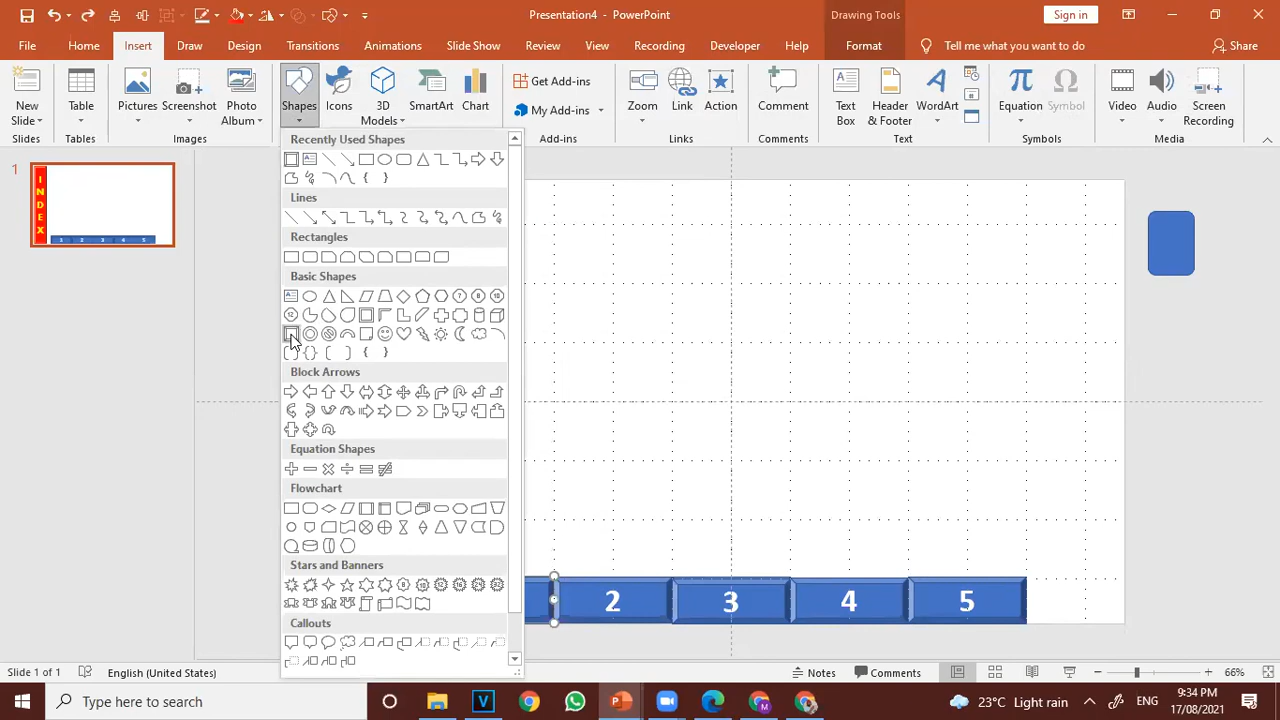 Presentation4 - PowerPoint
Drawing Tools
Sign in
File
Home
Insert
Draw
Design
Transitions
Animations
Slide Show
Review
View
Recording
Developer
Help
Format
Tell me what you want to do
Share
New Slide
Table
Pictures
Screenshot
Photo Album
Shapes
Icons
3D Models
SmartArt
Chart
Get Add-ins
My Add-ins
Zoom
Link
Action
Comment
Text Box
Header & Footer
WordArt
Equation
Symbol
Video
Audio
Screen Recording
Slides
Tables
Images
Add-ins
Links
Comments
Text
Symbols
Media
Recently Used Shapes
Lines
Rectangles
Basic Shapes
Block Arrows
Equation Shapes
Flowchart
Stars and Banners
Callouts
1
I
N
D
E
X
1 2 3 4 5
2 3 4 5
Slide 1 of 1
English (United States)
Notes
Comments
66%
Type here to search
23°C Light rain
ENG
9:34 PM
17/08/2021